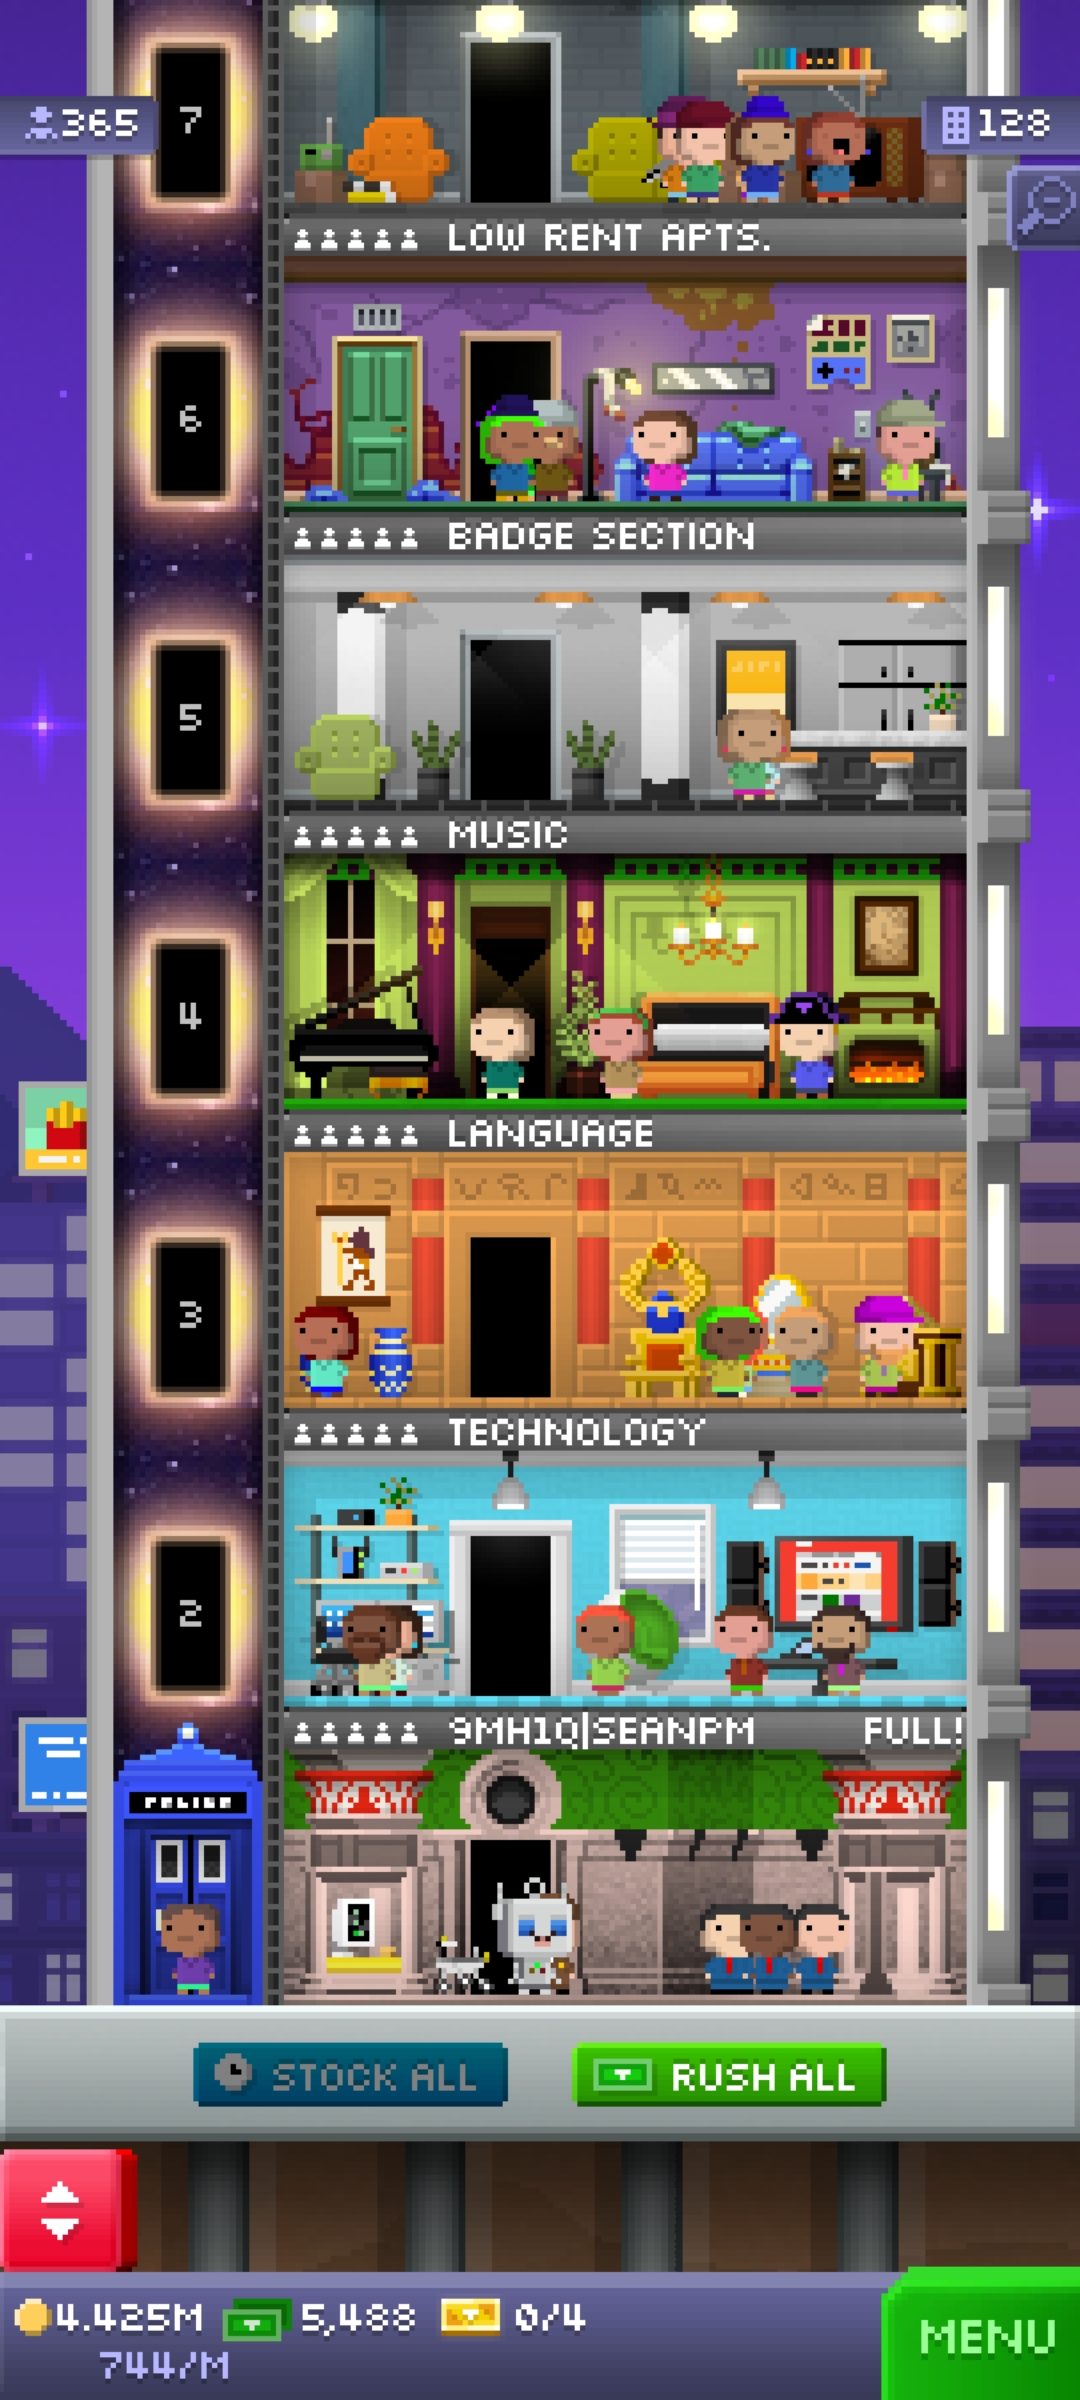 7
365
128
LOW RENT APTS.
6
BADGE SECTION
5
MUSIC
4
LANGUAGE
3
TECHNOLOGY
2
9MH1Q|SEANPM FULL!
POLICE
STOCK ALL
RUSH ALL
4.425M 5,488 0/4
744/M
MENU